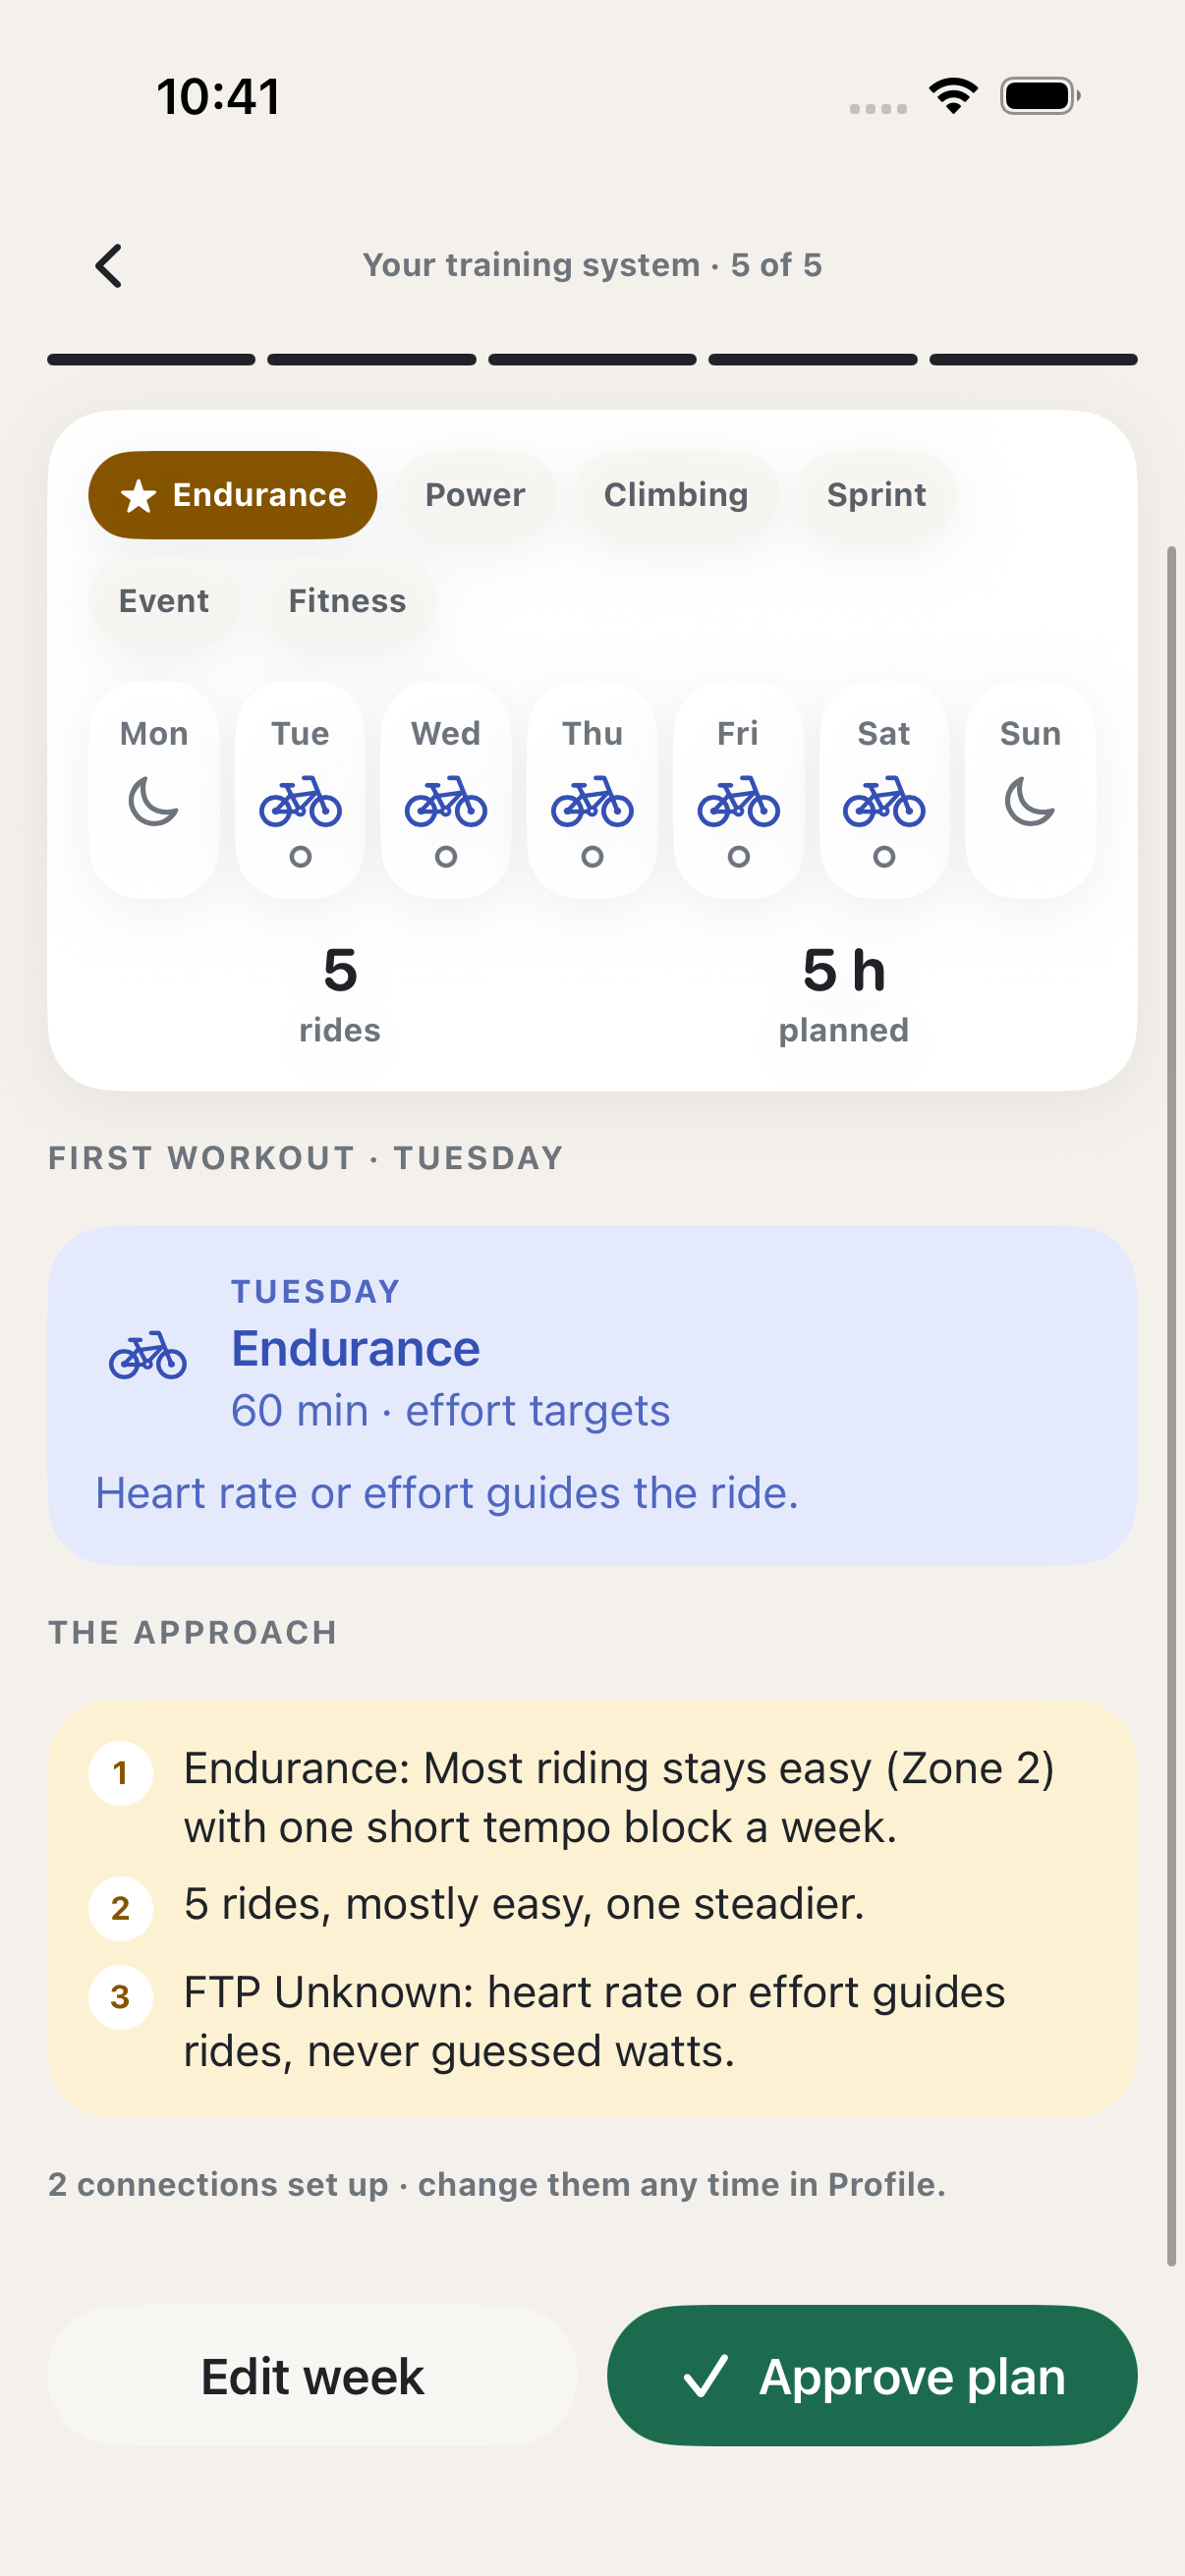 10:41
Your training system · 5 of 5
Endurance
Power
Climbing
Sprint
Event
Fitness
Mon
Tue
Wed
Thu
Fri
Sat
Sun
5
rides
5 h
planned
FIRST WORKOUT · TUESDAY
TUESDAY
Endurance
60 min · effort targets
Heart rate or effort guides the ride.
THE APPROACH
1
Endurance: Most riding stays easy (Zone 2)
with one short tempo block a week.
2
5 rides, mostly easy, one steadier.
3
FTP Unknown: heart rate or effort guides
rides, never guessed watts.
2 connections set up · change them any time in Profile.
Edit week
Approve plan